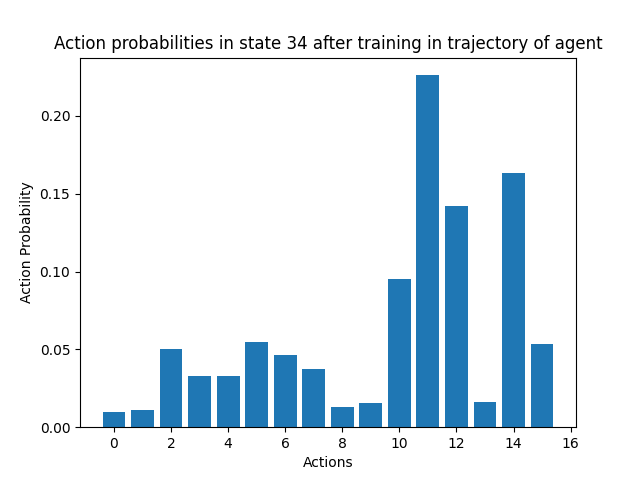 Action probabilities in state 34 after training in trajectory of agent
Action Probability
0.20
0.15
0.10
0.05
0.00
0 2 4 6 8 10 12 14 16
Actions